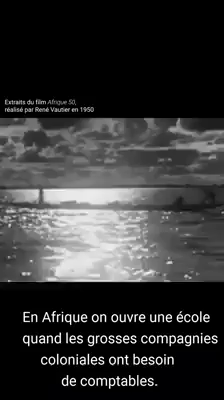 Extraits du film Afrique 50,
réalisé par René Vautier en 1950
En Afrique on ouvre une école
quand les grosses compagnies
coloniales ont besoin
de comptables.